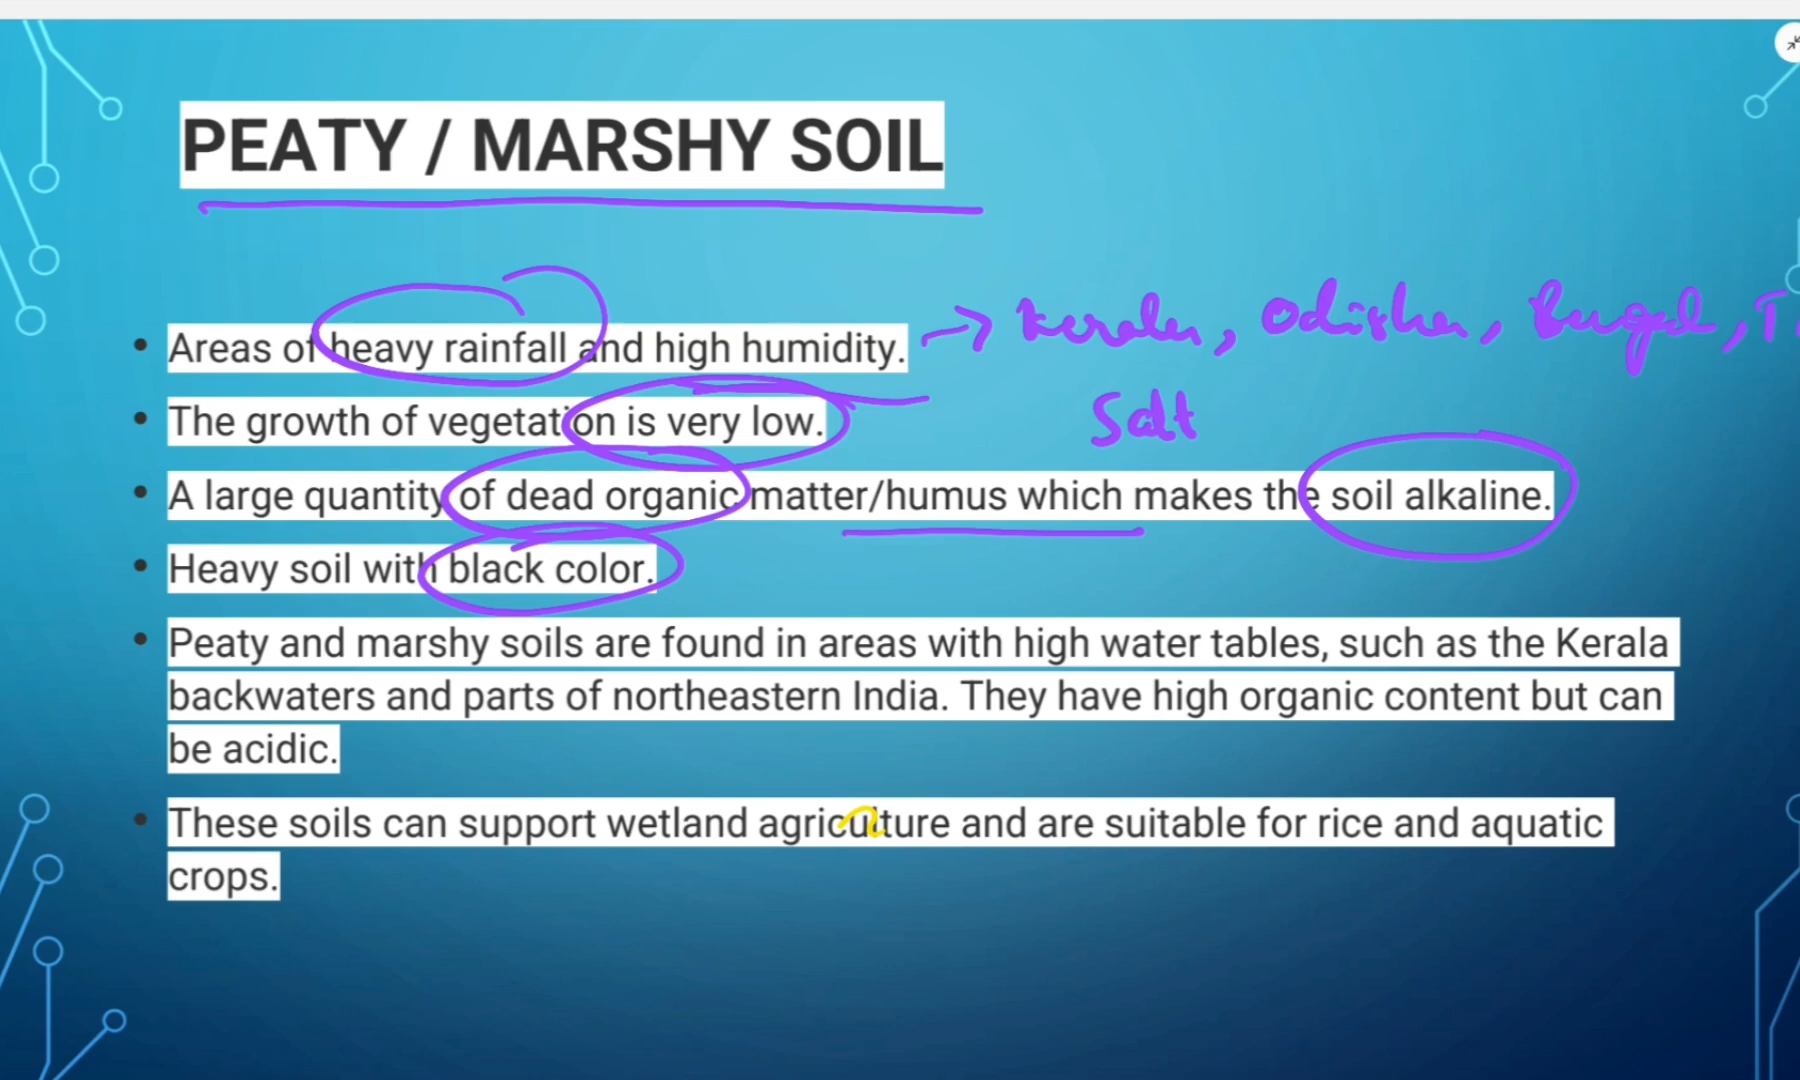 PEATY / MARSHY SOIL
• Areas of heavy rainfall and high humidity. → Kerala, Odisha, Bengal, T
• The growth of vegetation is very low.
Salt
• A large quantity of dead organic matter/humus which makes the soil alkaline.
• Heavy soil with black color.
• Peaty and marshy soils are found in areas with high water tables, such as the Kerala
backwaters and parts of northeastern India. They have high organic content but can
be acidic.
• These soils can support wetland agriculture and are suitable for rice and aquatic
crops.